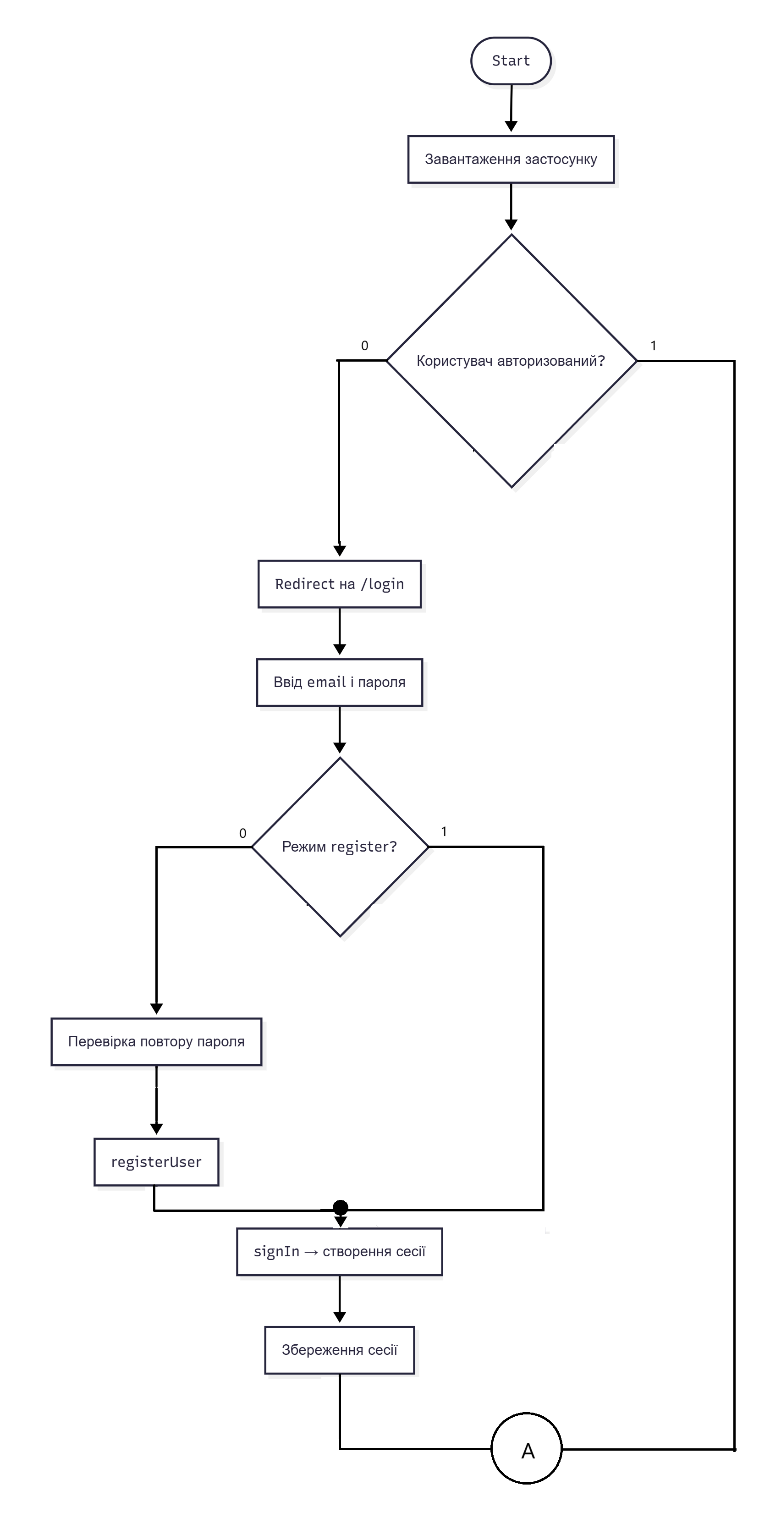 Start
Завантаження застосунку
0
1
Користувач авторизований?
Redirect на /login
Ввід email і пароля
0
1
Режим register?
Перевірка повтору пароля
registerUser
signIn → створення сесії
Збереження сесії
A